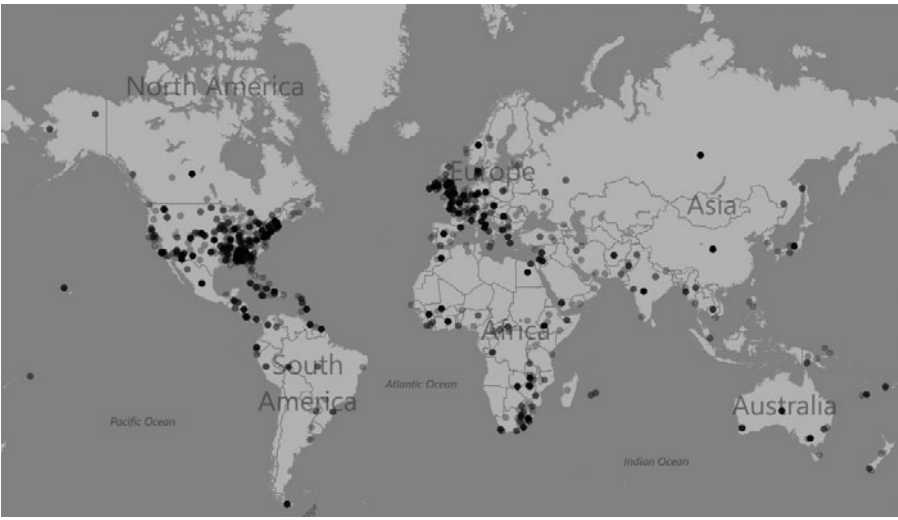 North America
Europe
Asia
Africa
South
America
Atlantic Ocean
Pacific Ocean
Australia
Indian Ocean